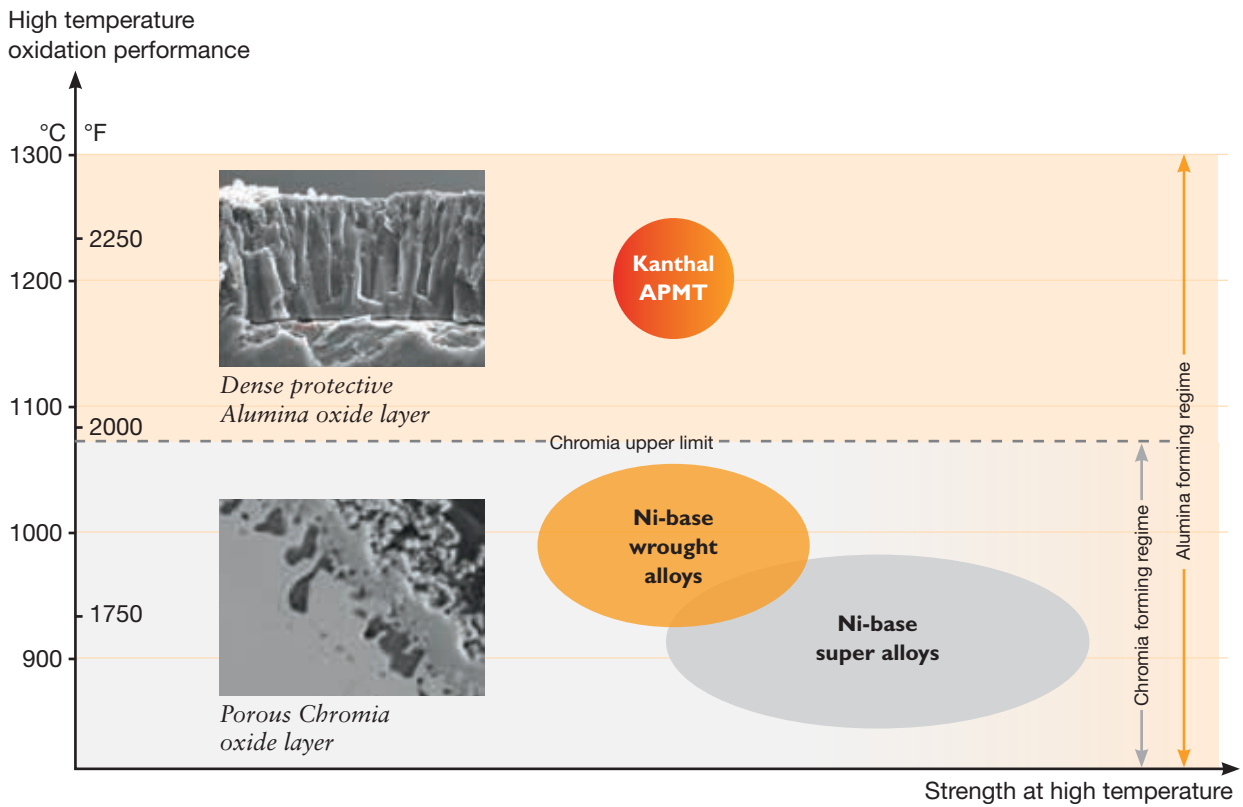 High temperature
oxidation performance
°C °F
1300
2250
1200
Kanthal
APMT
Dense protective
Alumina oxide layer
1100
2000
Chromia upper limit
Alumina forming regime
Chromia forming regime
1000
Ni-base
wrought
alloys
1750
Ni-base
super alloys
900
Porous Chromia
oxide layer
Strength at high temperature